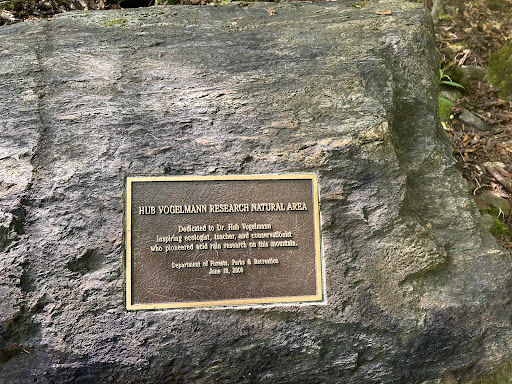 HUB VOGELMANN RESEARCH NATURAL AREA
Dedicated to Dr. Hub Vogelmann
inspiring ecologist, teacher, and conservationist
who pioneered acid rain research on this mountain.
Department of Forests, Parks & Recreation
June 10, 2006